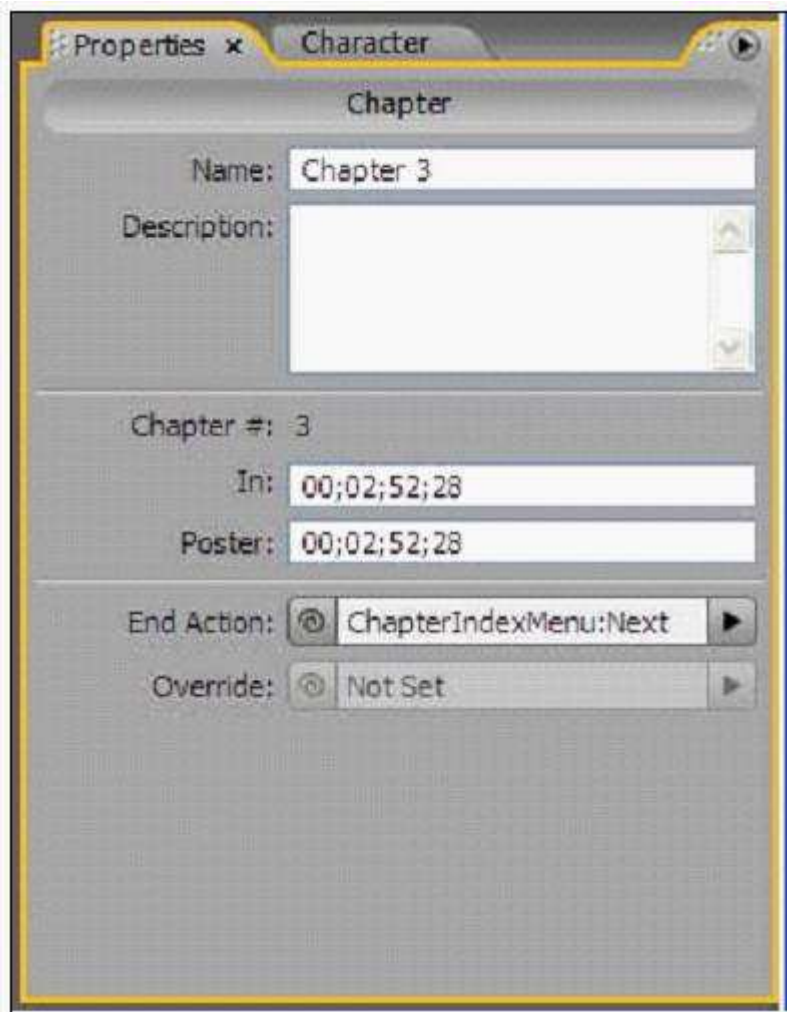 Properties x Character
Chapter
Name: Chapter 3
Description:
Chapter #: 3
In: 00;02;52;28
Poster: 00;02;52;28
End Action: ChapterIndexMenu:Next
Override: Not Set